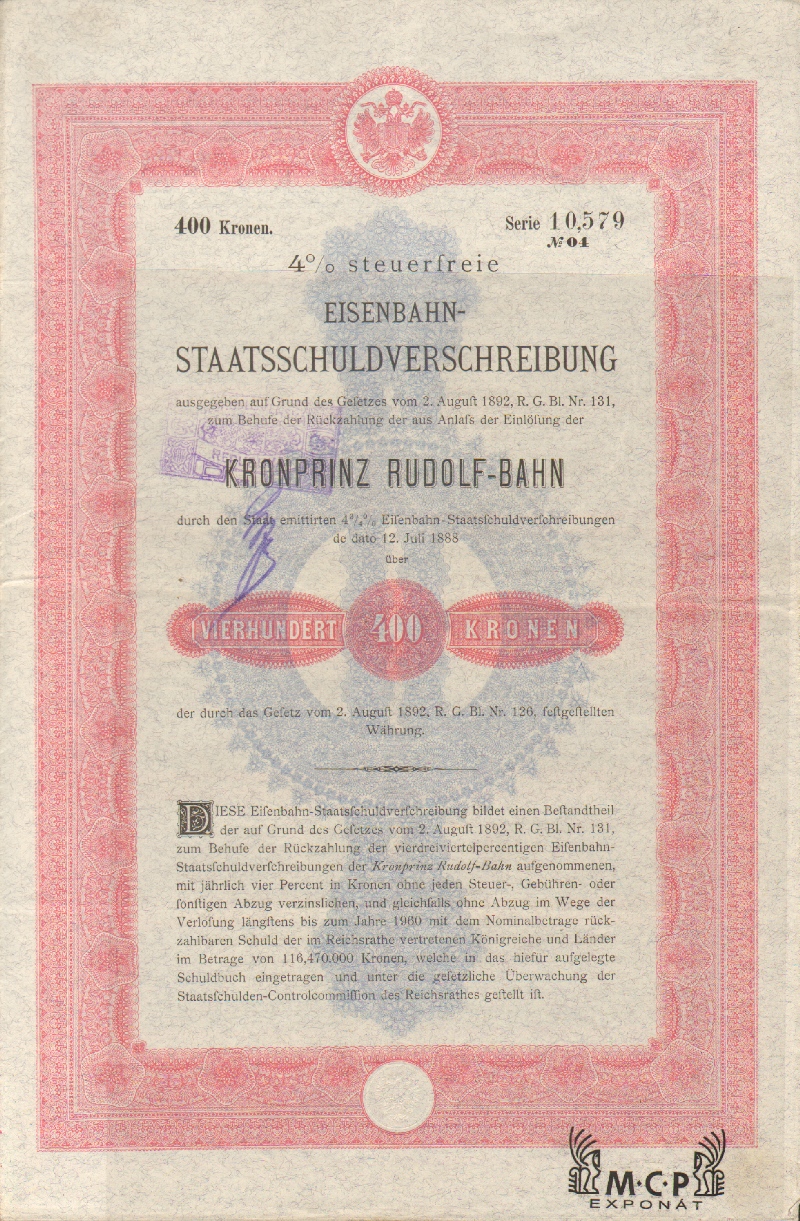 400 Kronen.
Serie 10,579
№ 04
4% steuerfreie
EISENBAHN-
STAATSSCHULDVERSCHREIBUNG
ausgegeben auf Grund des Geſetzes vom 2. Auguſt 1892, R. G. Bl. Nr. 131,
zum Behufe der Rückzahlung der aus Anlaſs der Einlöſung der
KRONPRINZ RUDOLF-BAHN
durch den Staat emittirten 4¾% Eiſenbahn-Staatsſchuldverſchreibungen
de dato 12. Juli 1888
über
VIERHUNDERT 400 KRONEN
der durch das Geſetz vom 2. Auguſt 1892, R. G. Bl. Nr. 126, feſtgeſtellten
Währung.
DIESE Eiſenbahn-Staatsſchuldverſchreibung bildet einen Beſtandtheil
der auf Grund des Geſetzes vom 2. Auguſt 1892, R. G. Bl. Nr. 131,
zum Behufe der Rückzahlung der vierdreiviertelpercentigen Eiſenbahn-
Staatsſchuldverſchreibungen der Kronprinz Rudolf-Bahn aufgenommenen,
mit jährlich vier Percent in Kronen ohne jeden Steuer-, Gebühren- oder
ſonſtigen Abzug verzinslichen, und gleichfalls ohne Abzug im Wege der
Verloſung längſtens bis zum Jahre 1960 mit dem Nominalbetrage rück-
zahlbaren Schuld der im Reichsrathe vertretenen Königreiche und Länder
im Betrage von 116,470.000 Kronen, welche in das hiefür aufgelegte
Schuldbuch eingetragen und unter die geſetzliche Überwachung der
Staatsſchulden-Controlcommiſſion des Reichsrathes geſtellt iſt.
M·C·P
EXPONÁT